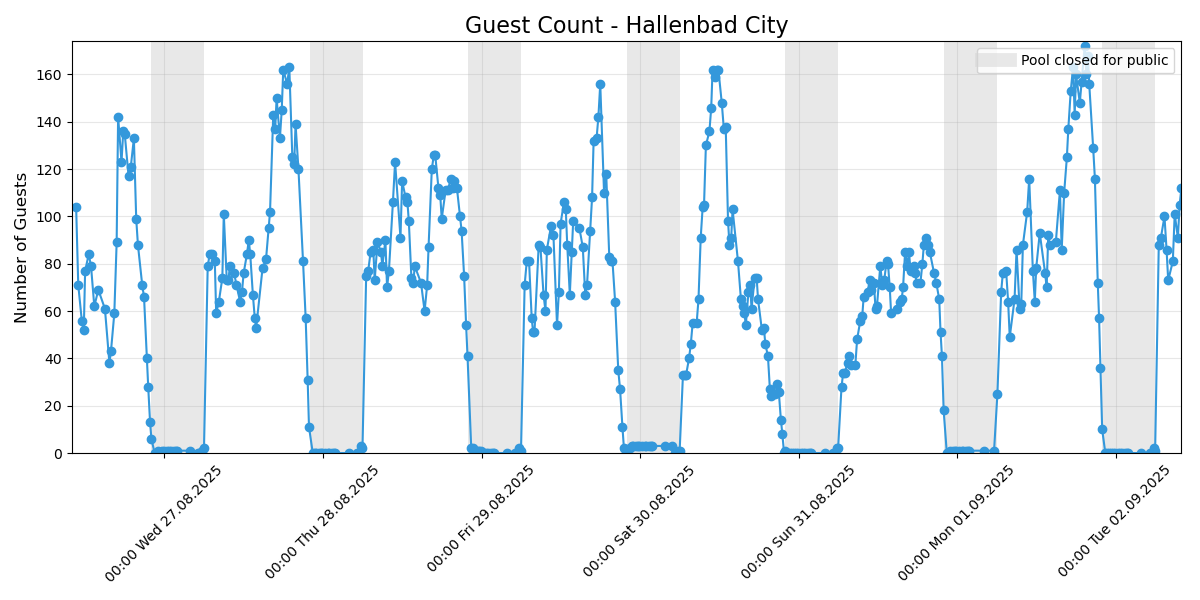 Guest Count - Hallenbad City
Pool closed for public
Number of Guests
160
140
120
100
80
60
40
20
0
00:00 Wed 27.08.2025
00:00 Thu 28.08.2025
00:00 Fri 29.08.2025
00:00 Sat 30.08.2025
00:00 Sun 31.08.2025
00:00 Mon 01.09.2025
00:00 Tue 02.09.2025